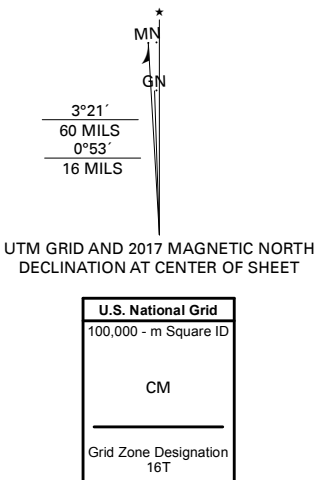 ★
MN
GN
3°21´
60 MILS
0°53´
16 MILS
UTM GRID AND 2017 MAGNETIC NORTH
DECLINATION AT CENTER OF SHEET
U.S. National Grid
100,000 - m Square ID
CM
Grid Zone Designation
16T